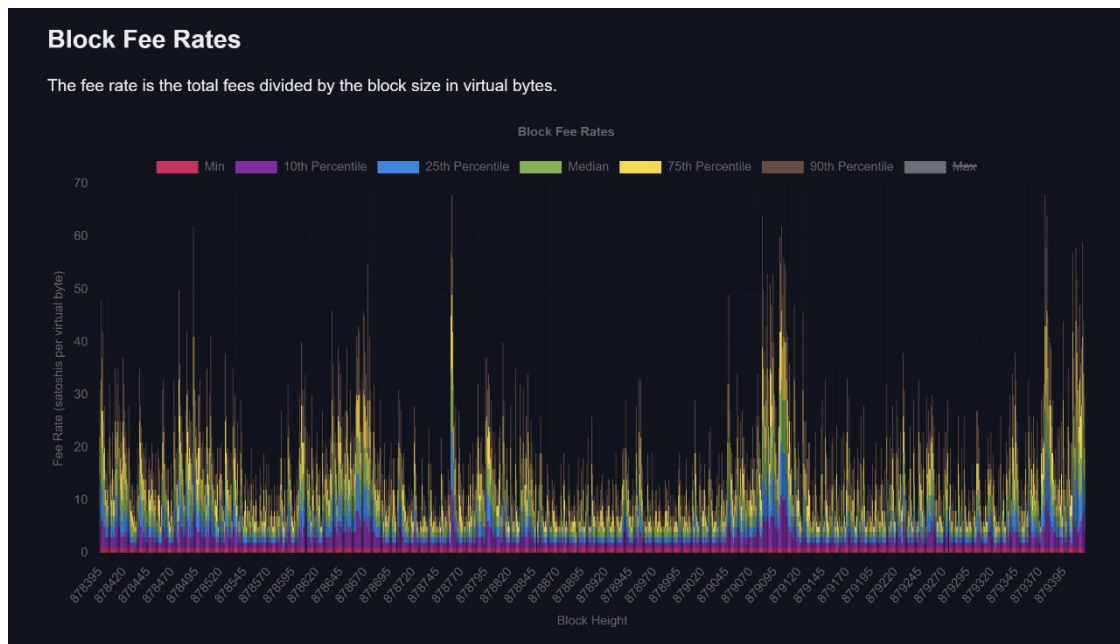 Block Fee Rates
The fee rate is the total fees divided by the block size in virtual bytes.
Block Fee Rates
Min 10th Percentile 25th Percentile Median 75th Percentile 90th Percentile Max
70
60
50
40
30
20
10
0
Fee Rate (satoshis per virtual byte)
878395 878420 878445 878470 878495 878520 878545 878570 878595 878620 878645 878670 878695 878720 878745 878770 878795 878820 878845 878870 878895 878920 878945 878970 878995 879020 879045 879070 879095 879120 879145 879170 879195 879220 879245 879270 879295 879320 879345 879370 879395
Block Height